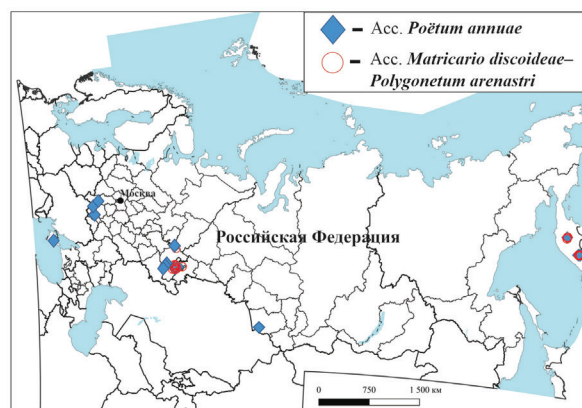 – Асс. Poëtum annuae
– Асс. Matricario discoideae–
Polygonetum arenastri
Москва
Российская Федерация
0 750 1 500 км